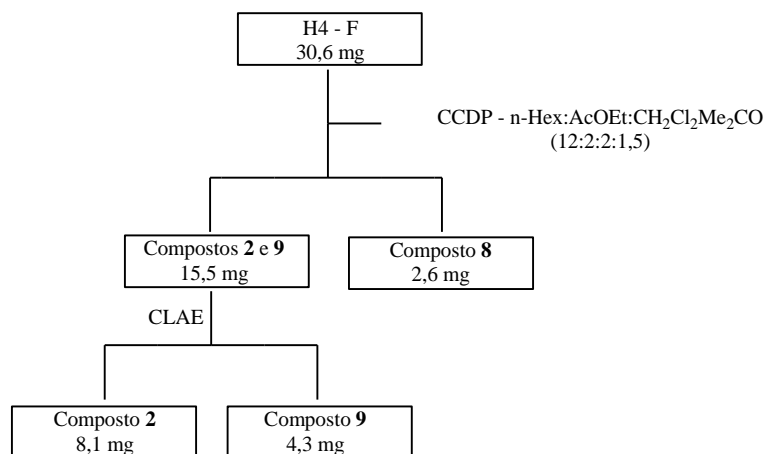 H4 - F
30,6 mg
CCDP - n-Hex:AcOEt:CH₂Cl₂Me₂CO
(12:2:2:1,5)
Compostos 2 e 9
15,5 mg
Composto 8
2,6 mg
CLAE
Composto 2
8,1 mg
Composto 9
4,3 mg